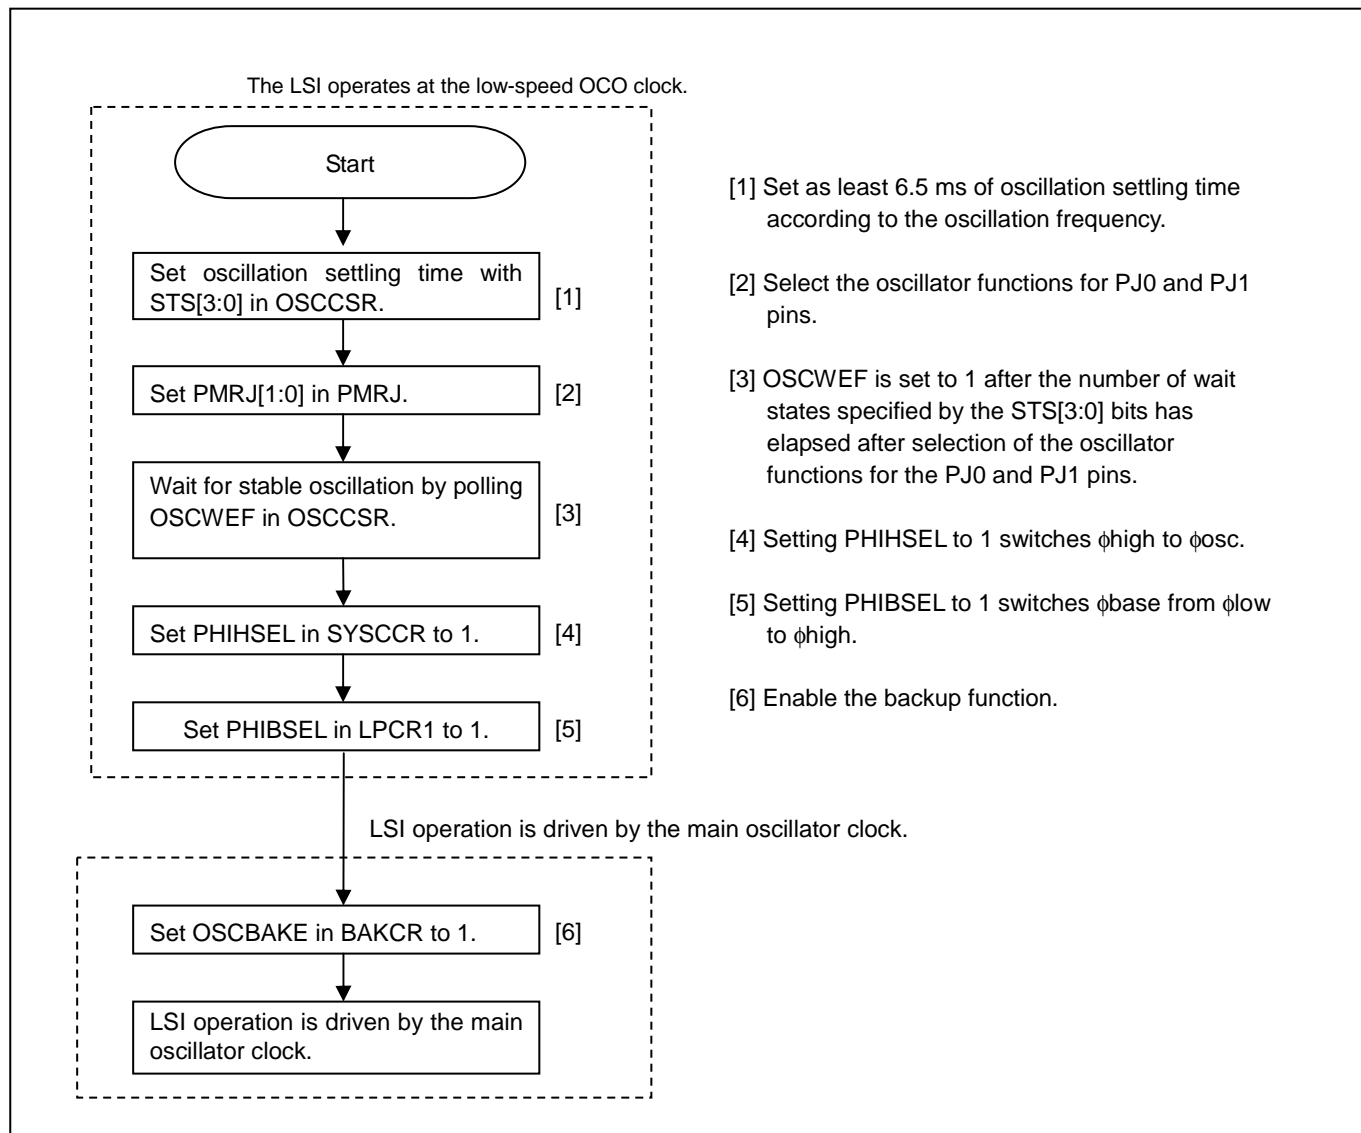 The LSI operates at the low-speed OCO clock.
Start
Set oscillation settling time with
STS[3:0] in OSCCSR.
[1]
Set PMRJ[1:0] in PMRJ.
[2]
Wait for stable oscillation by polling
OSCWEF in OSCCSR.
[3]
Set PHIHSEL in SYSCCR to 1.
[4]
Set PHIBSEL in LPCR1 to 1.
[5]
LSI operation is driven by the main oscillator clock.
Set OSCBAKE in BAKCR to 1.
[6]
LSI operation is driven by the main
oscillator clock.
[1] Set as least 6.5 ms of oscillation settling time
according to the oscillation frequency.
[2] Select the oscillator functions for PJ0 and PJ1
pins.
[3] OSCWEF is set to 1 after the number of wait
states specified by the STS[3:0] bits has
elapsed after selection of the oscillator
functions for the PJ0 and PJ1 pins.
[4] Setting PHIHSEL to 1 switches ϕhigh to ϕosc.
[5] Setting PHIBSEL to 1 switches ϕbase from ϕlow
to ϕhigh.
[6] Enable the backup function.